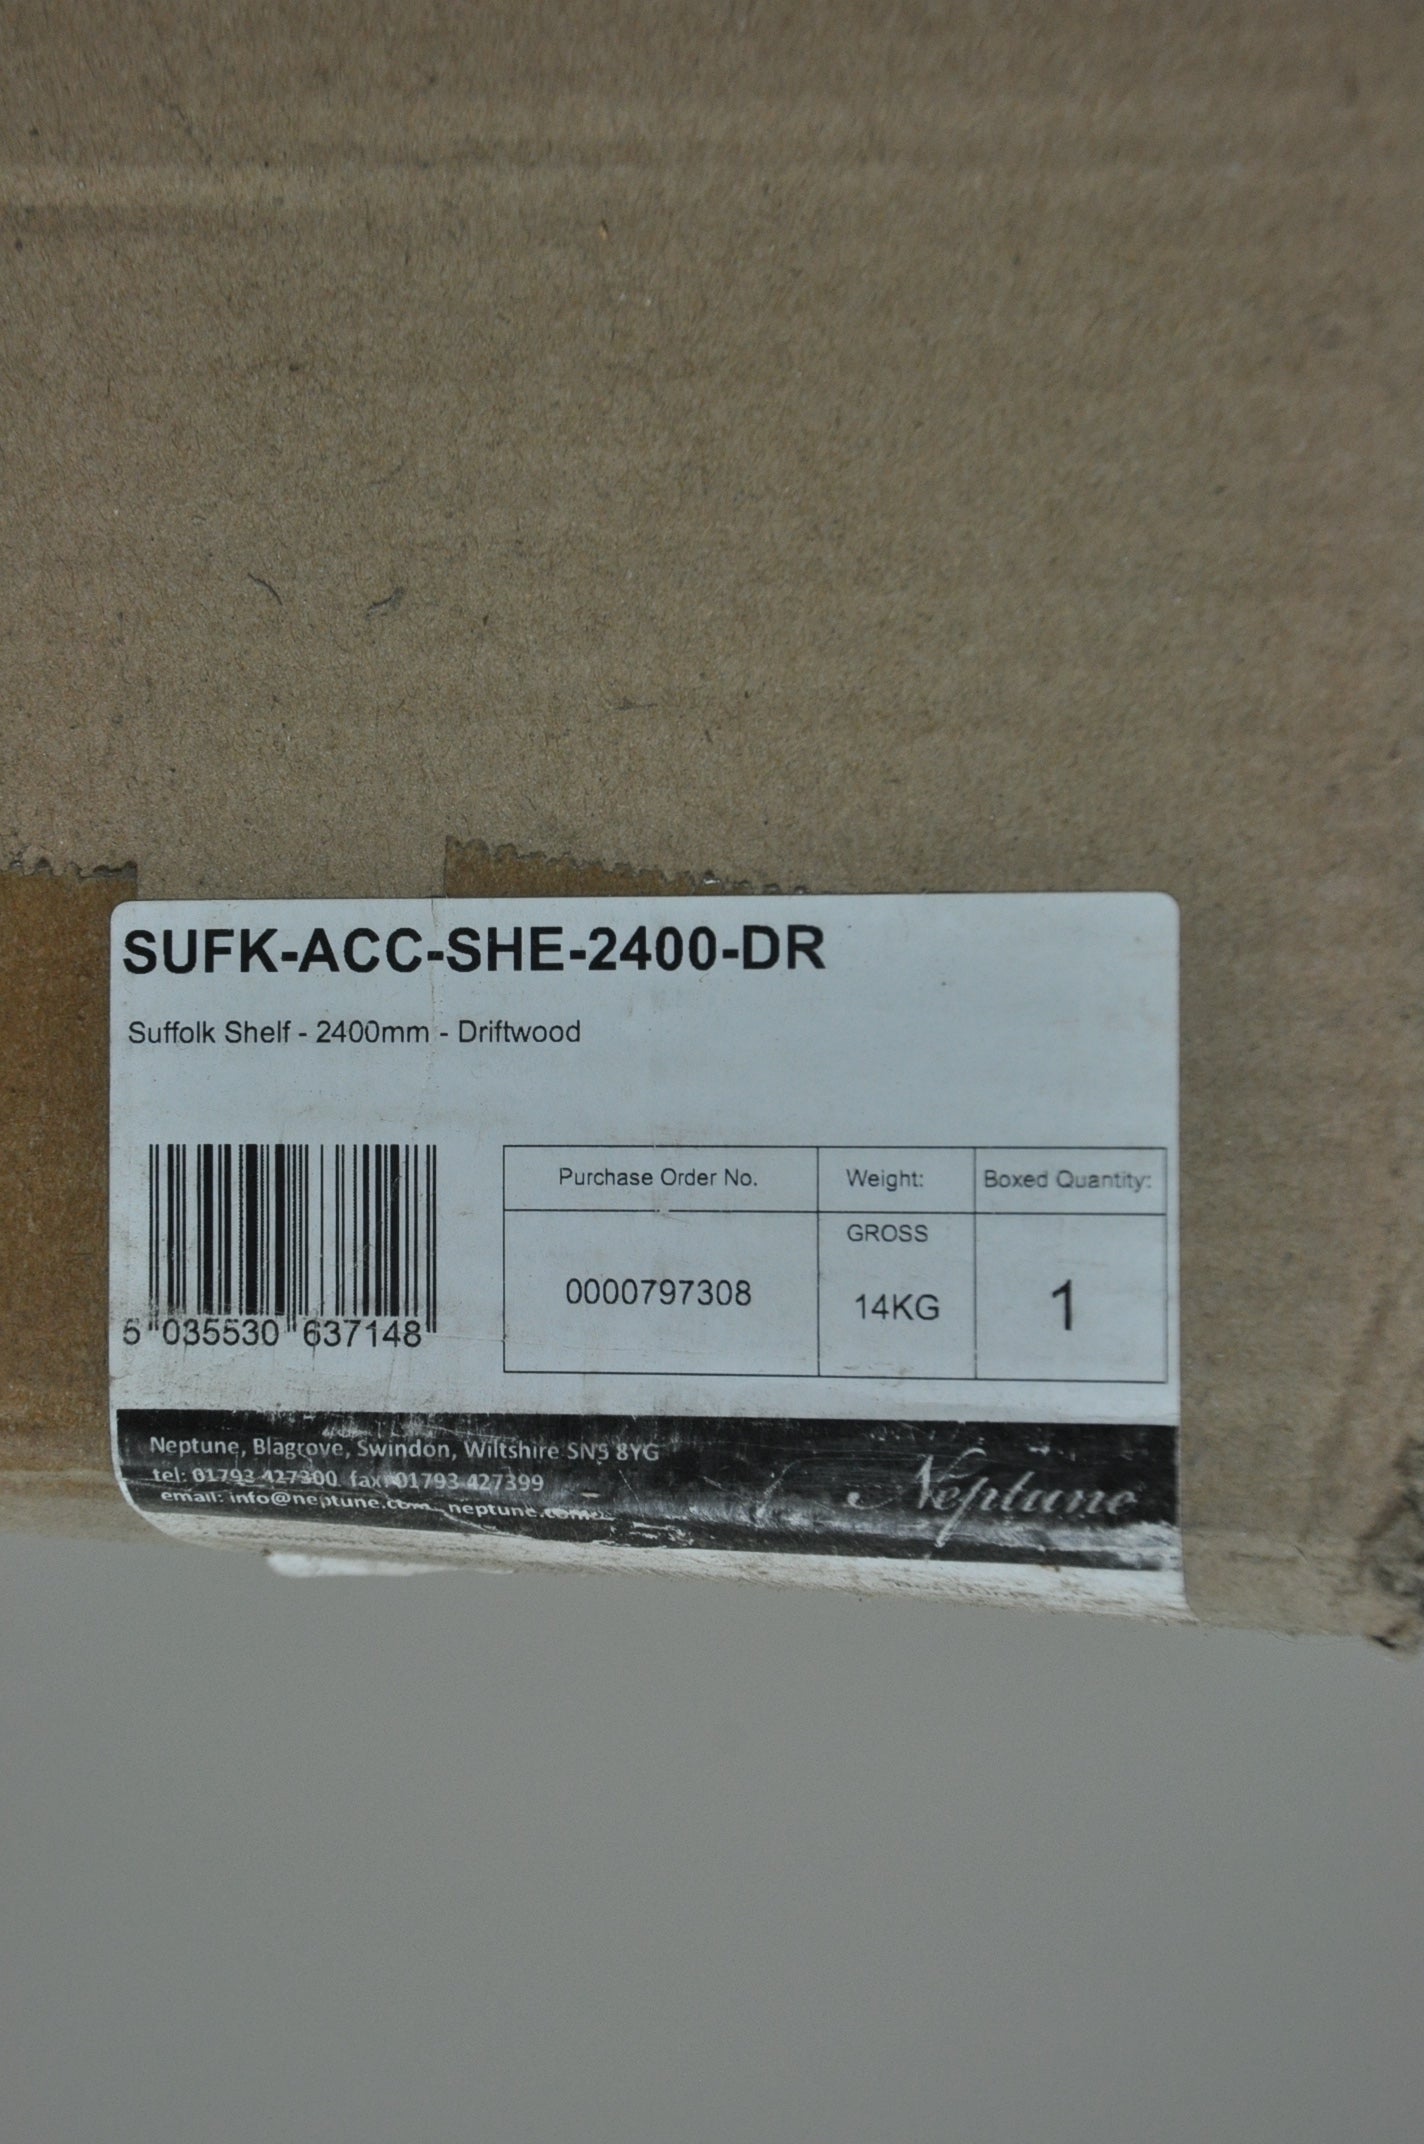 SUFK-ACC-SHE-2400-DR
Suffolk Shelf - 2400mm - Driftwood
5 035530 637148
Purchase Order No. Weight: Boxed Quantity:
GROSS
0000797308 14KG 1
Neptune, Blagrove, Swindon, Wiltshire SN5 8YG
tel: 01793 427300 fax: 01793 427399
email: info@neptune.com neptune.com
Neptune